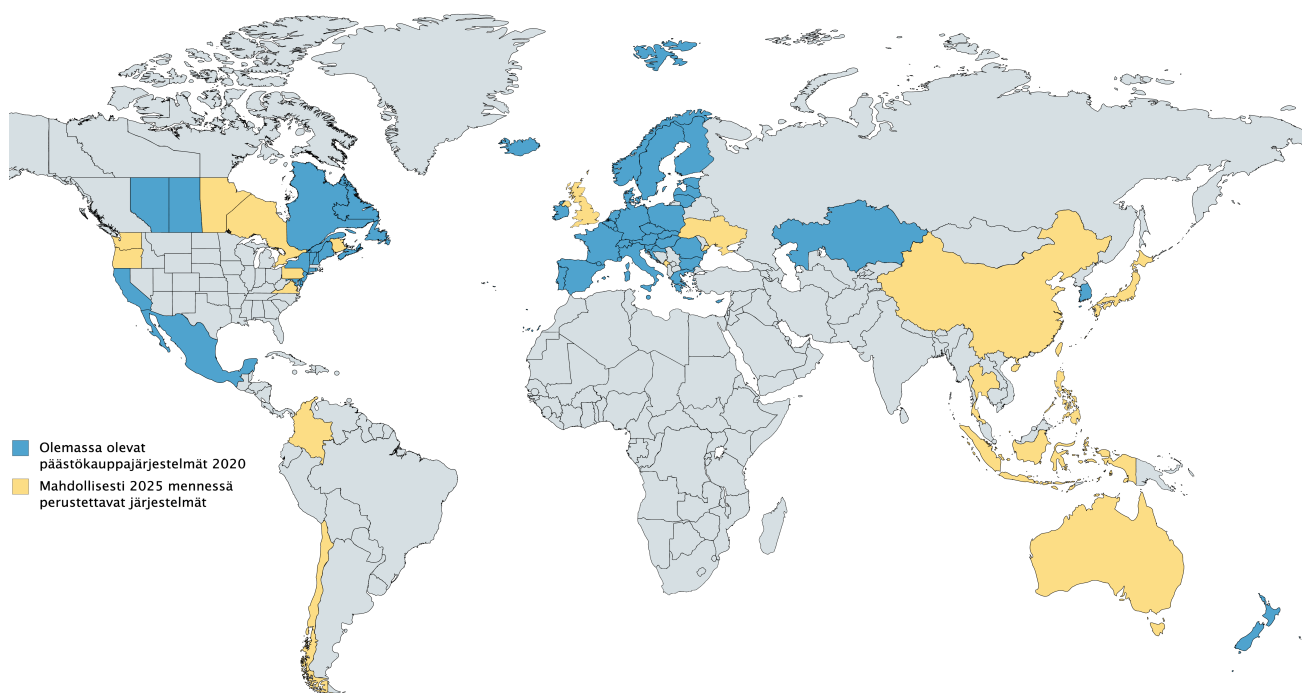 Olemassa olevat
päästökauppajärjestelmät 2020
Mahdollisesti 2025 mennessä
perustettavat järjestelmät